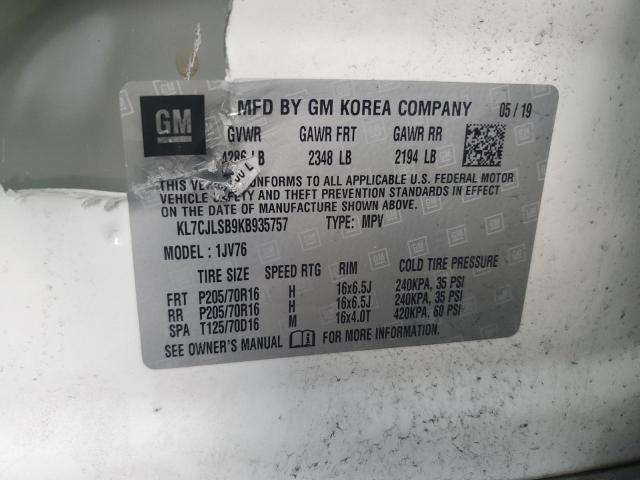 GM MFD BY GM KOREA COMPANY 05/19
GVWR GAWR FRT GAWR RR
4286 LB 2348 LB 2194 LB
THIS CONFORMS TO ALL APPLICABLE U.S. FEDERAL MOTOR
VEHICLE SAFETY AND THEFT PREVENTION STANDARDS IN EFFECT
ON THE DATE OF MANUFACTURE SHOWN ABOVE.
KL7CJLSB9KB935757 TYPE: MPV
MODEL: 1JV76
TIRE SIZE SPEED RTG RIM COLD TIRE PRESSURE
FRT P205/70R16 H 16x6.5J 240KPA, 35 PSI
RR P205/70R16 H 16x6.5J 240KPA, 35 PSI
SPA T125/70D16 M 16x4.0T 420KPA, 60 PSI
SEE OWNER'S MANUAL FOR MORE INFORMATION.